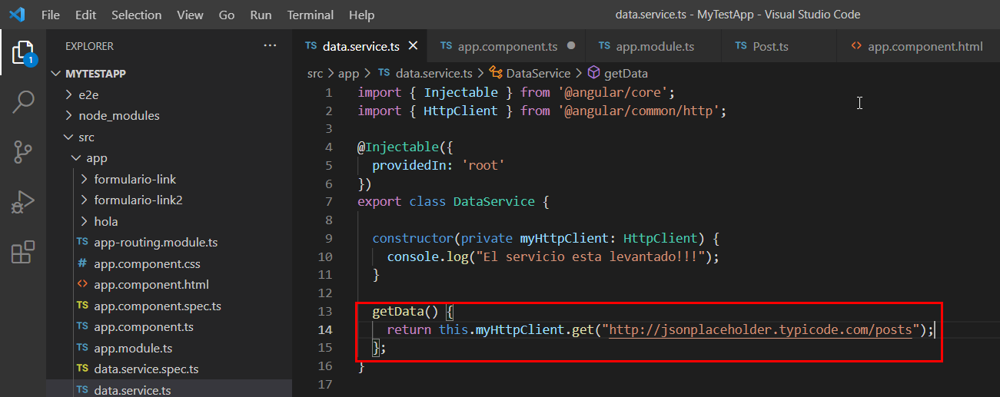 File Edit Selection View Go Run Terminal Help data.service.ts - MyTestApp - Visual Studio Code
EXPLORER ···
TS data.service.ts × TS app.component.ts ● TS app.module.ts TS Post.ts <> app.component.html
1
MYTESTAPP
e2e
node_modules
src
app
formulario-link
formulario-link2
hola
TS app-routing.module.ts
# app.component.css
<> app.component.html
TS app.component.spec.ts
TS app.component.ts
TS app.module.ts
TS data.service.spec.ts
TS data.service.ts
src > app > TS data.service.ts > DataService > getData
1 import { Injectable } from '@angular/core';
2 import { HttpClient } from '@angular/common/http';
3
4 @Injectable({
5   providedIn: 'root'
6 })
7 export class DataService {
8
9   constructor(private myHttpClient: HttpClient) {
10     console.log("El servicio esta levantado!!!");
11   }
12
13   getData() {
14     return this.myHttpClient.get("http://jsonplaceholder.typicode.com/posts");
15   };
16 }
17